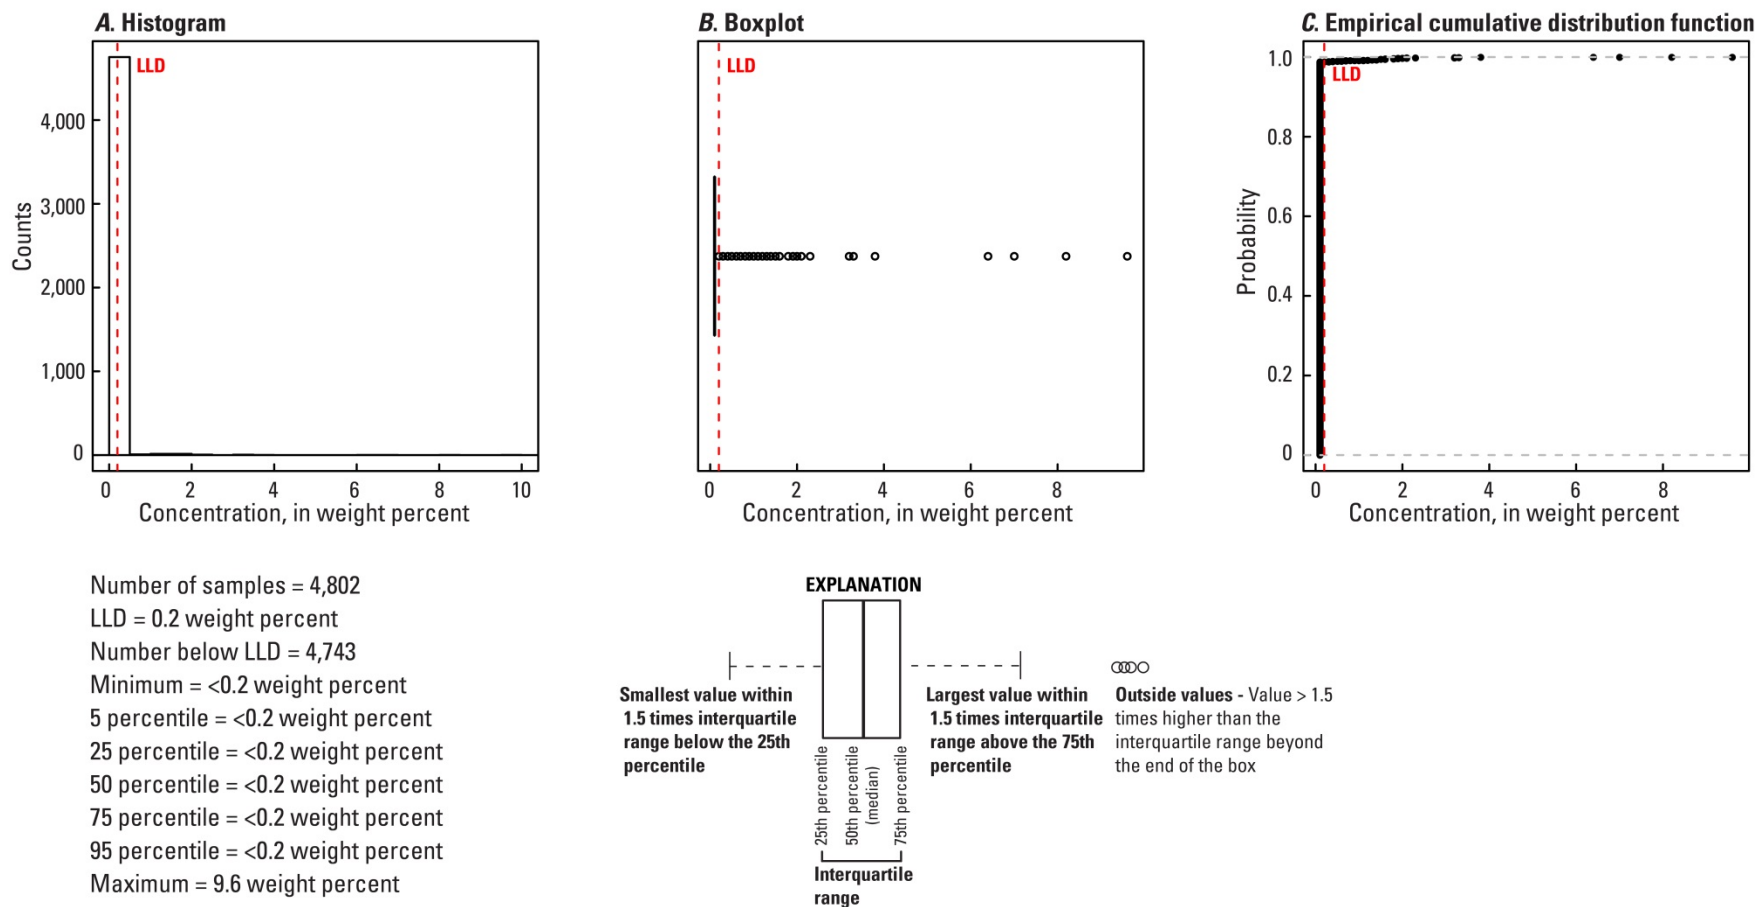 A. Histogram
LLD
4,000
3,000
2,000
1,000
0
Counts
0 2 4 6 8 10
Concentration, in weight percent
B. Boxplot
LLD
0 2 4 6 8
Concentration, in weight percent
C. Empirical cumulative distribution function
LLD
1.0
0.8
0.6
0.4
0.2
0
Probability
0 2 4 6 8
Concentration, in weight percent
Number of samples = 4,802
LLD = 0.2 weight percent
Number below LLD = 4,743
Minimum = <0.2 weight percent
5 percentile = <0.2 weight percent
25 percentile = <0.2 weight percent
50 percentile = <0.2 weight percent
75 percentile = <0.2 weight percent
95 percentile = <0.2 weight percent
Maximum = 9.6 weight percent
EXPLANATION
Smallest value within
1.5 times interquartile
range below the 25th
percentile
Largest value within
1.5 times interquartile
range above the 75th
percentile
Outside values - Value > 1.5
times higher than the
interquartile range beyond
the end of the box
25th percentile
50th percentile
(median)
75th percentile
Interquartile
range